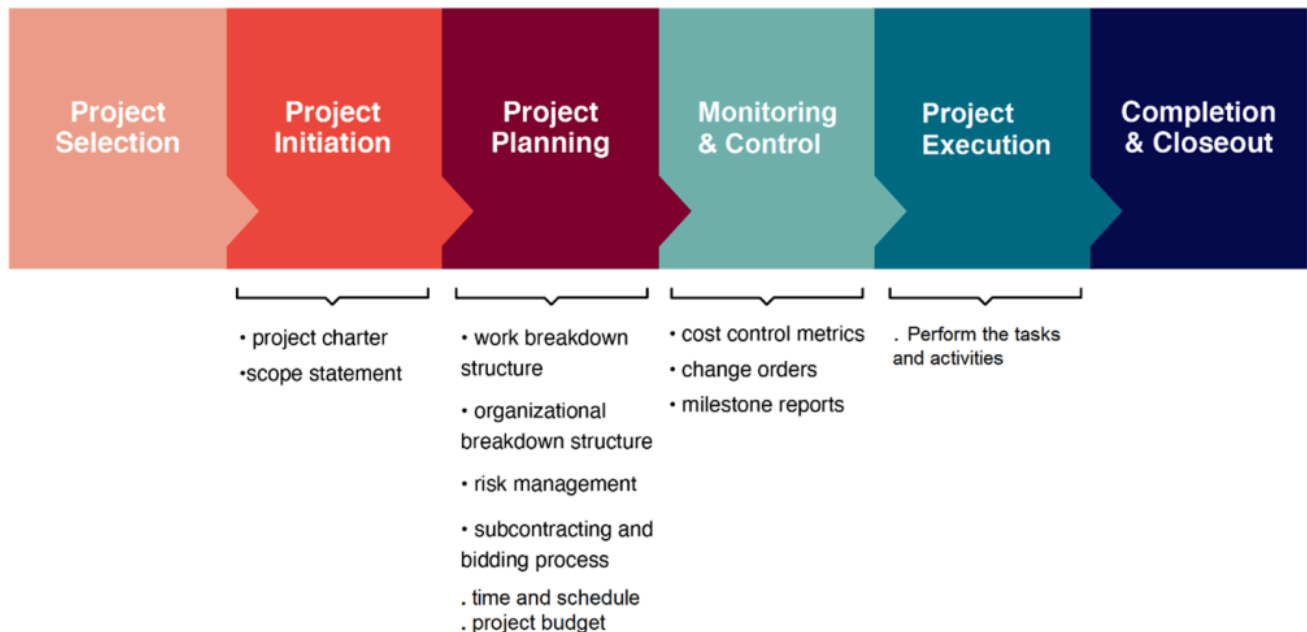 Project
Selection
Project
Initiation
Project
Planning
Monitoring
& Control
Project
Execution
Completion
& Closeout
• project charter
•scope statement
• work breakdown
structure
• organizational
breakdown structure
• risk management
• subcontracting and
bidding process
. time and schedule
. project budget
• cost control metrics
• change orders
• milestone reports
. Perform the tasks
and activities